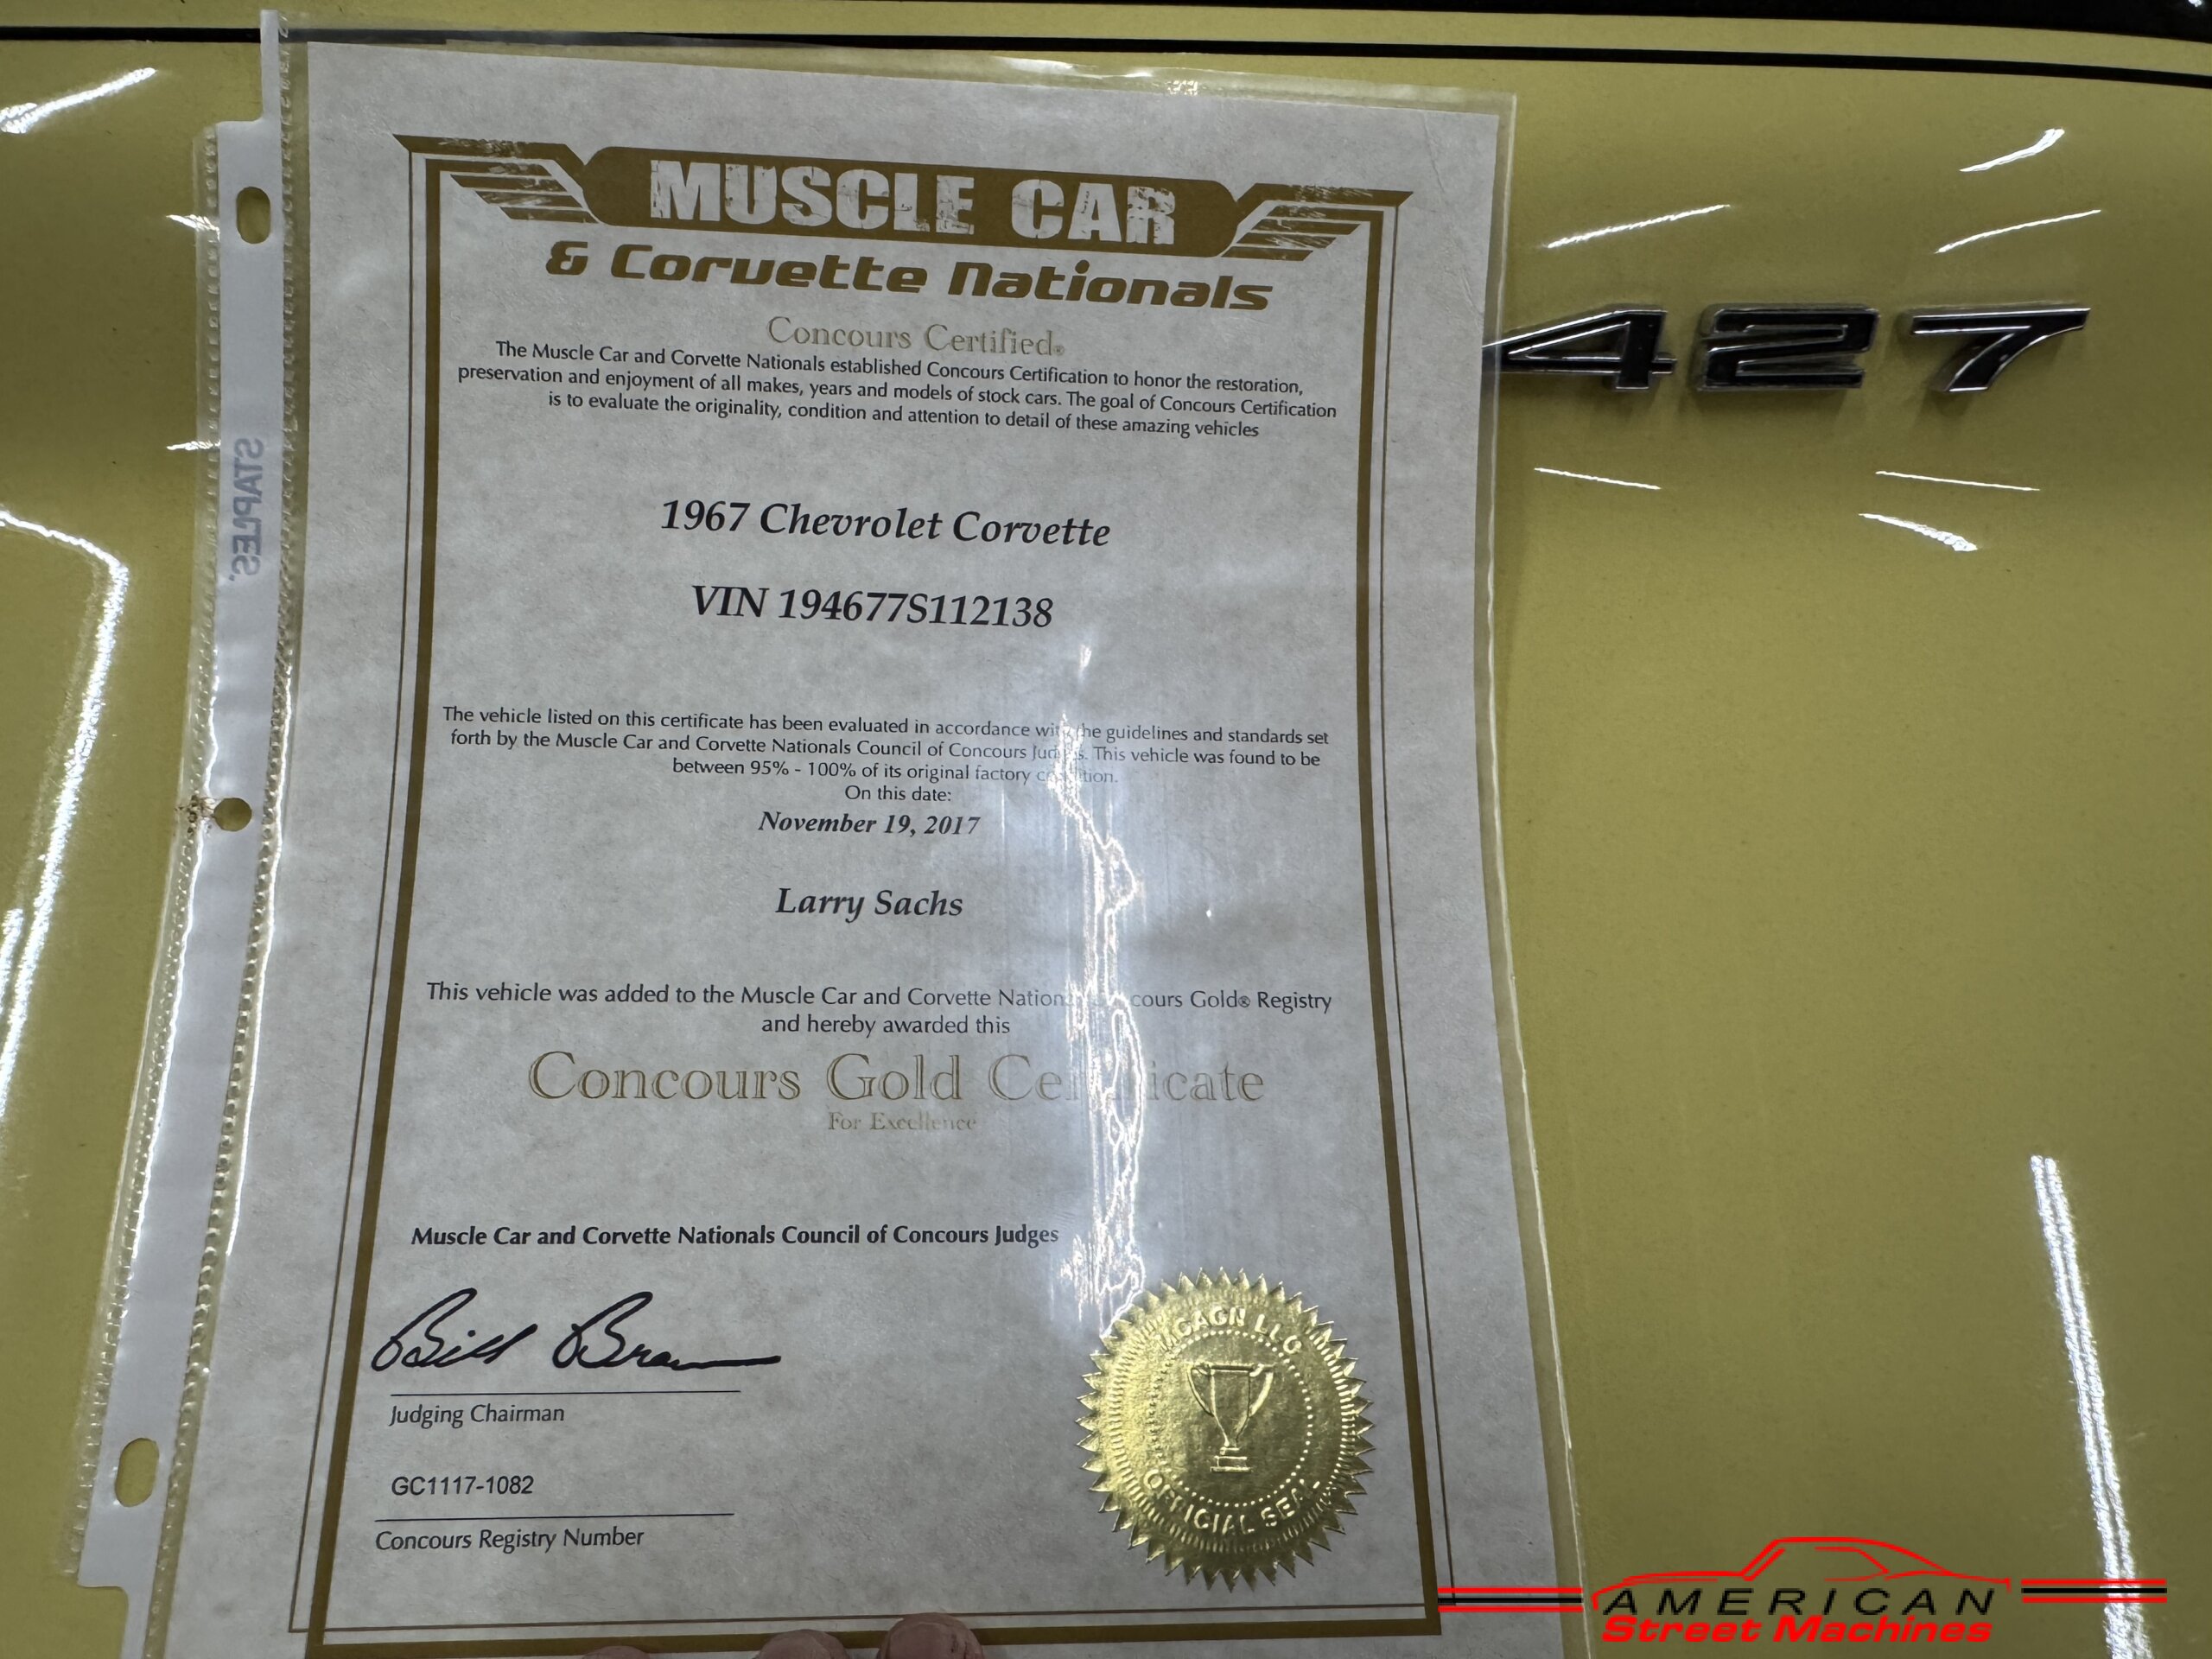 MUSCLE CAR
& Corvette Nationals
Concours Certified®
The Muscle Car and Corvette Nationals established Concours Certification to honor the restoration,
preservation and enjoyment of all makes, years and models of stock cars. The goal of Concours Certification
is to evaluate the originality, condition and attention to detail of these amazing vehicles
427
STAPLES.
1967 Chevrolet Corvette
VIN 194677S112138
The vehicle listed on this certificate has been evaluated in accordance with the guidelines and standards set
forth by the Muscle Car and Corvette Nationals Council of Concours Judges. This vehicle was found to be
between 95% - 100% of its original factory condition.
On this date:
November 19, 2017
Larry Sachs
This vehicle was added to the Muscle Car and Corvette Nationals Concours Gold® Registry
and hereby awarded this
Concours Gold Certificate
For Excellence
Muscle Car and Corvette Nationals Council of Concours Judges
Bill Bra
Judging Chairman
GC1117-1082
Concours Registry Number
MCACN LLC
OFFICIAL SEAL
AMERICAN
Street Machines